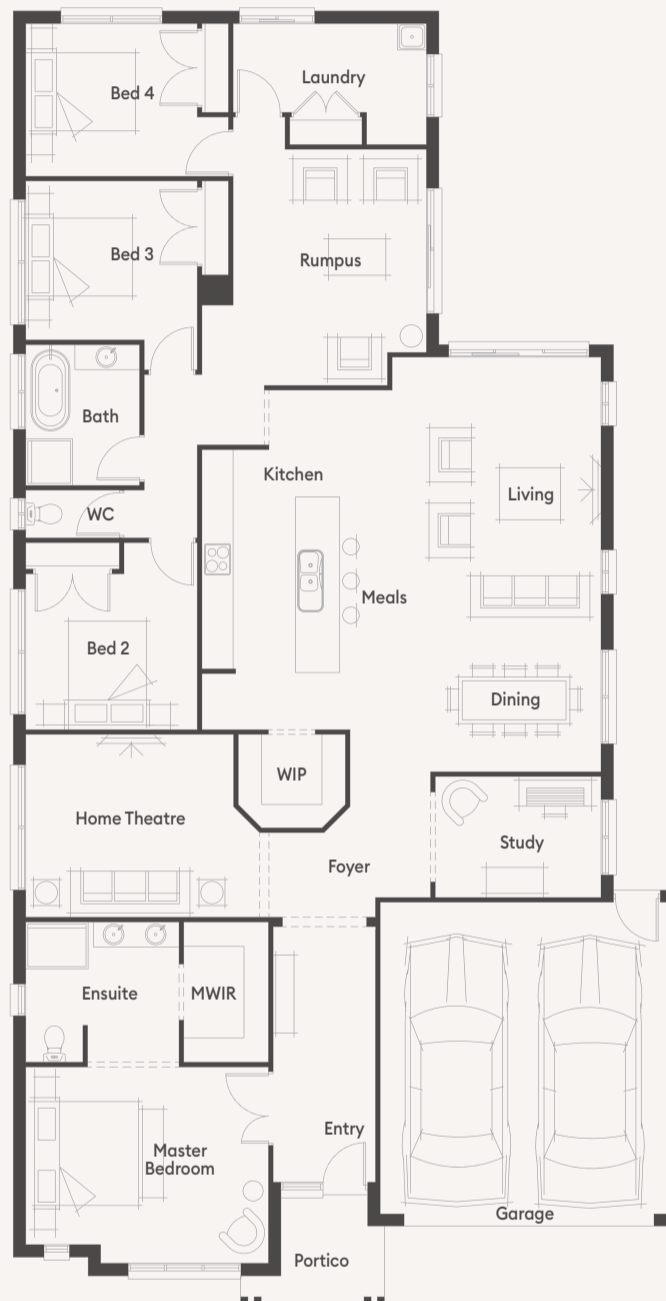 Bed 4
Laundry
Bed 3
Rumpus
Bath
Kitchen
Living
WC
Meals
Bed 2
Dining
WIP
Home Theatre
Study
Foyer
Ensuite
MWIR
Entry
Master
Bedroom
Garage
Portico